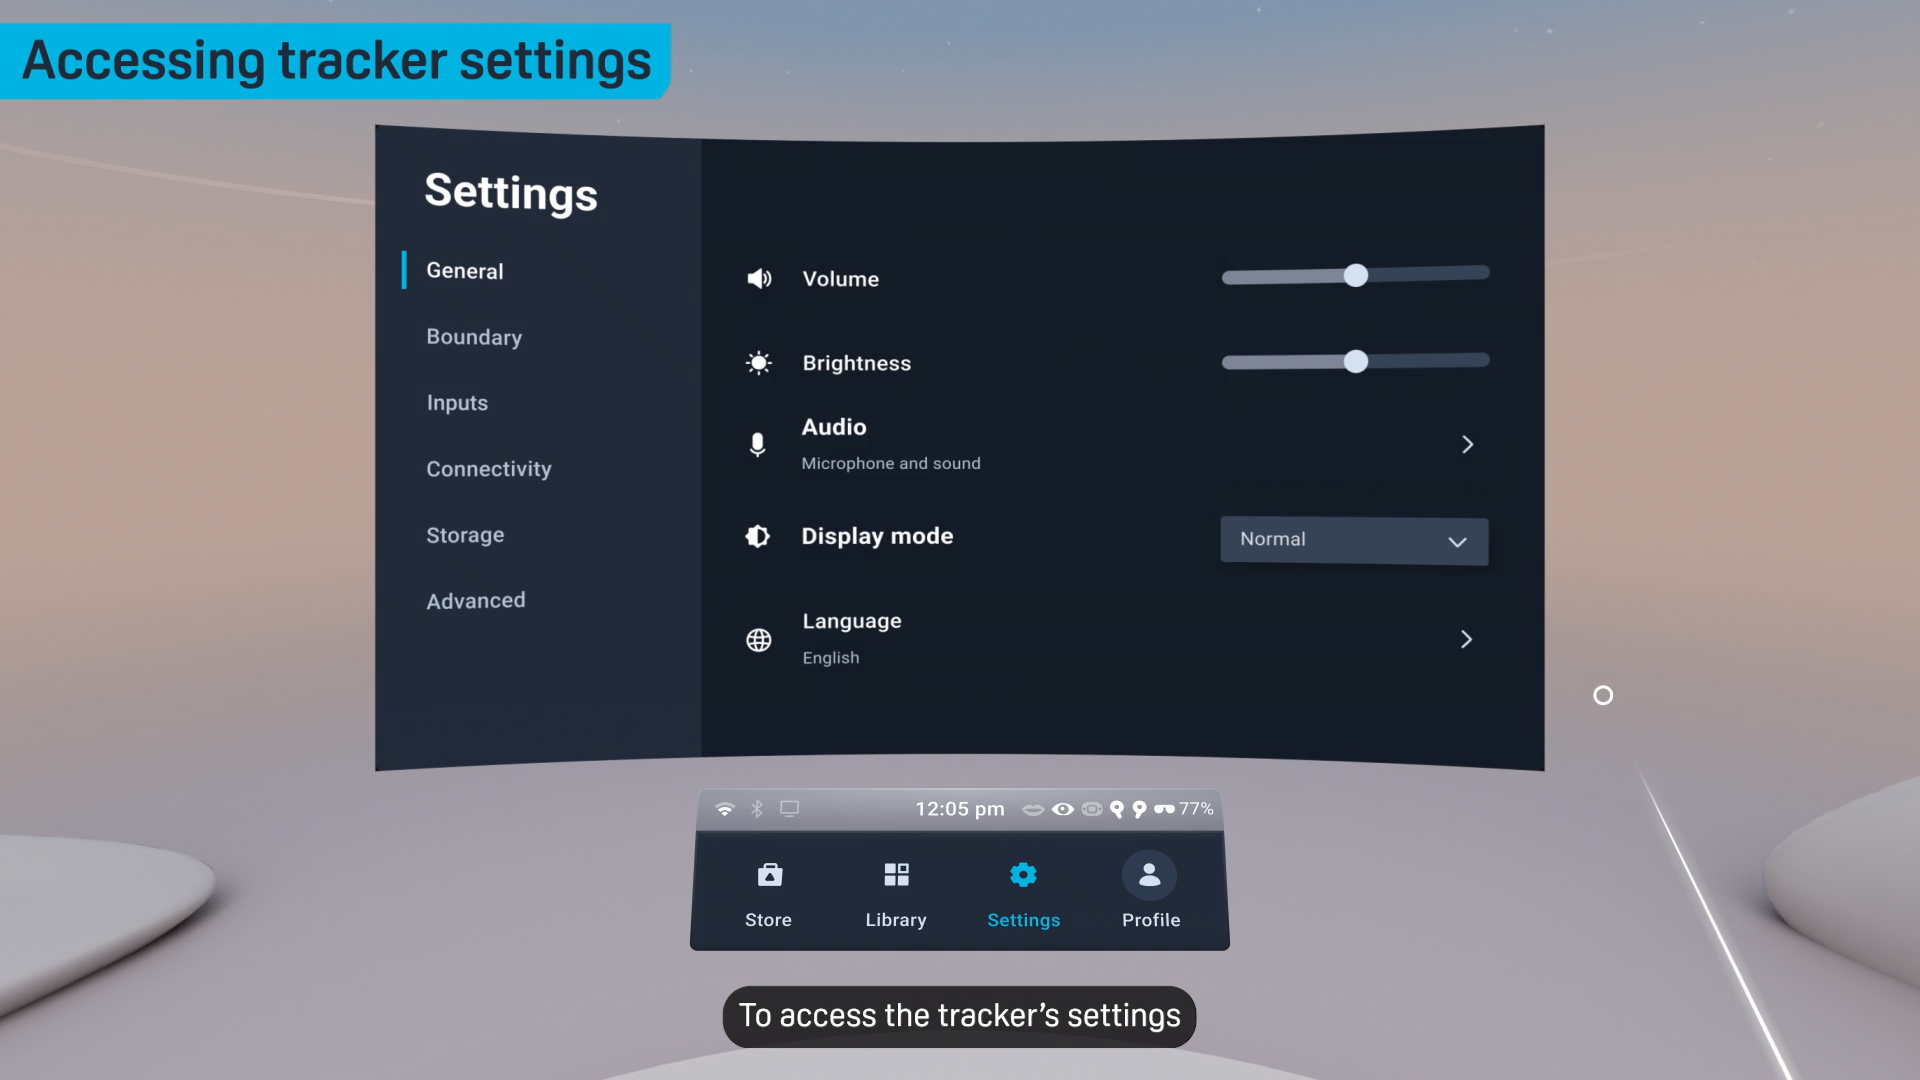 Accessing tracker settings
Settings
General
Boundary
Inputs
Connectivity
Storage
Advanced
Volume
Brightness
Audio
Microphone and sound
Display mode
Normal
Language
English
12:05 pm
77%
Store
Library
Settings
Profile
To access the tracker’s settings